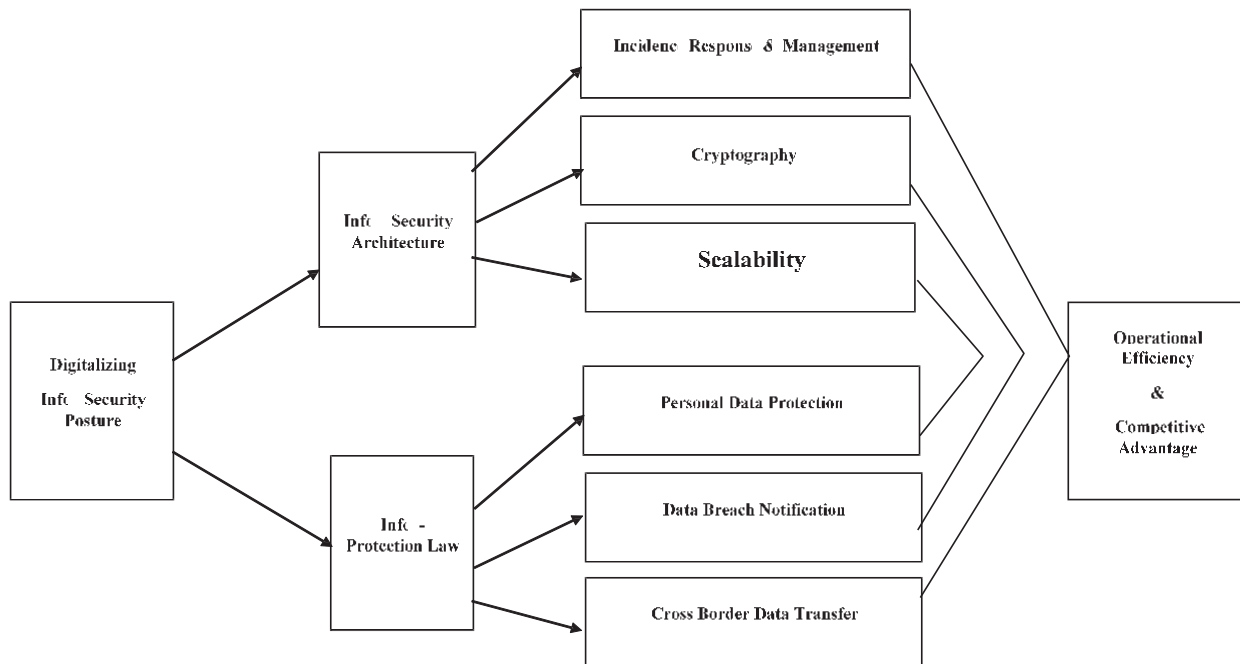 Incidenc Respons & Management
Cryptography
Info Security
Architecture
Scalability
Digitalizing
Info Security
Posture
Operational
Efficiency
&
Competitive
Advantage
Personal Data Protection
Data Breach Notification
Info -
Protection Law
Cross Border Data Transfer